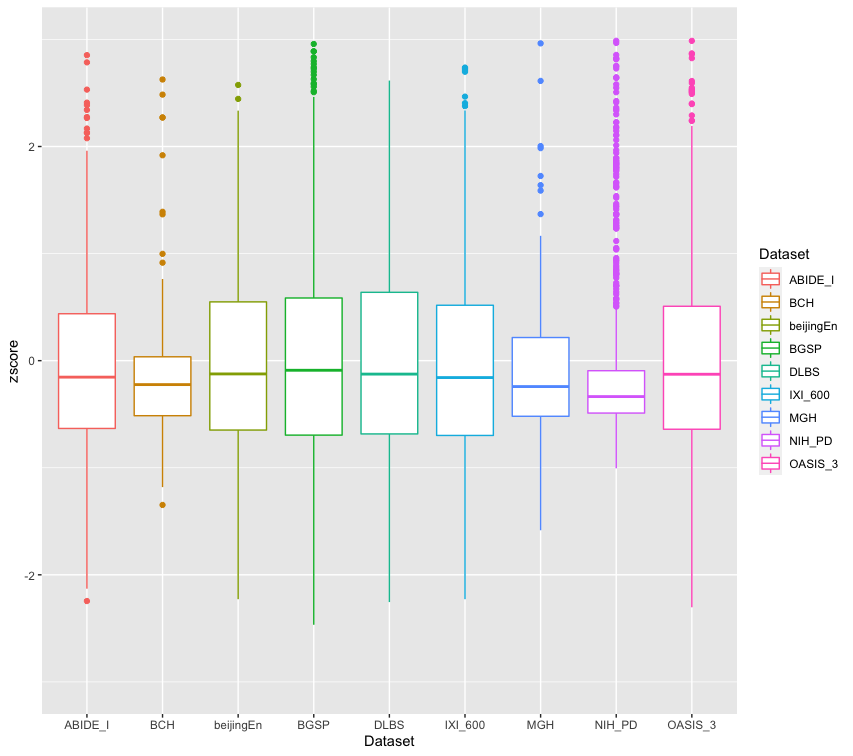 zscore
2
0
-2
ABIDE_I BCH beijingEn BGSP DLBS IXI_600 MGH NIH_PD OASIS_3
Dataset
Dataset
ABIDE_I
BCH
beijingEn
BGSP
DLBS
IXI_600
MGH
NIH_PD
OASIS_3